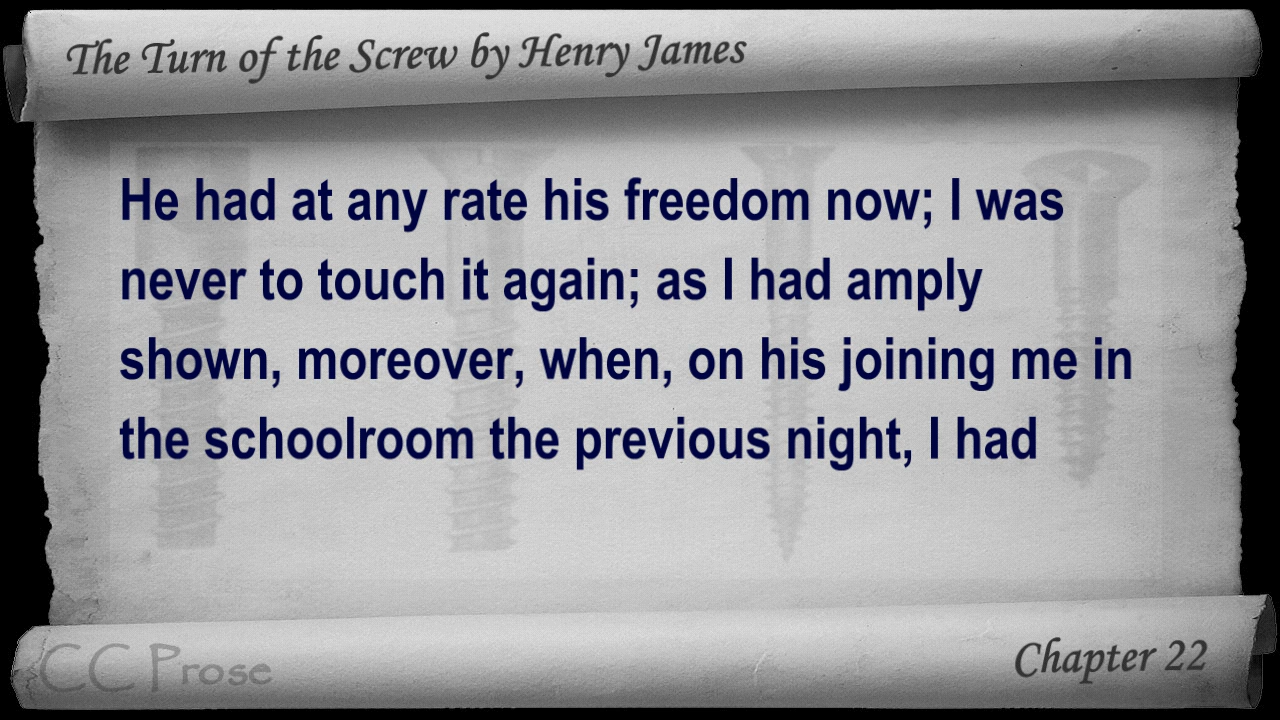 The Turn of the Screw by Henry James
He had at any rate his freedom now; I was
never to touch it again; as I had amply
shown, moreover, when, on his joining me in
the schoolroom the previous night, I had
CC Prose
Chapter 22